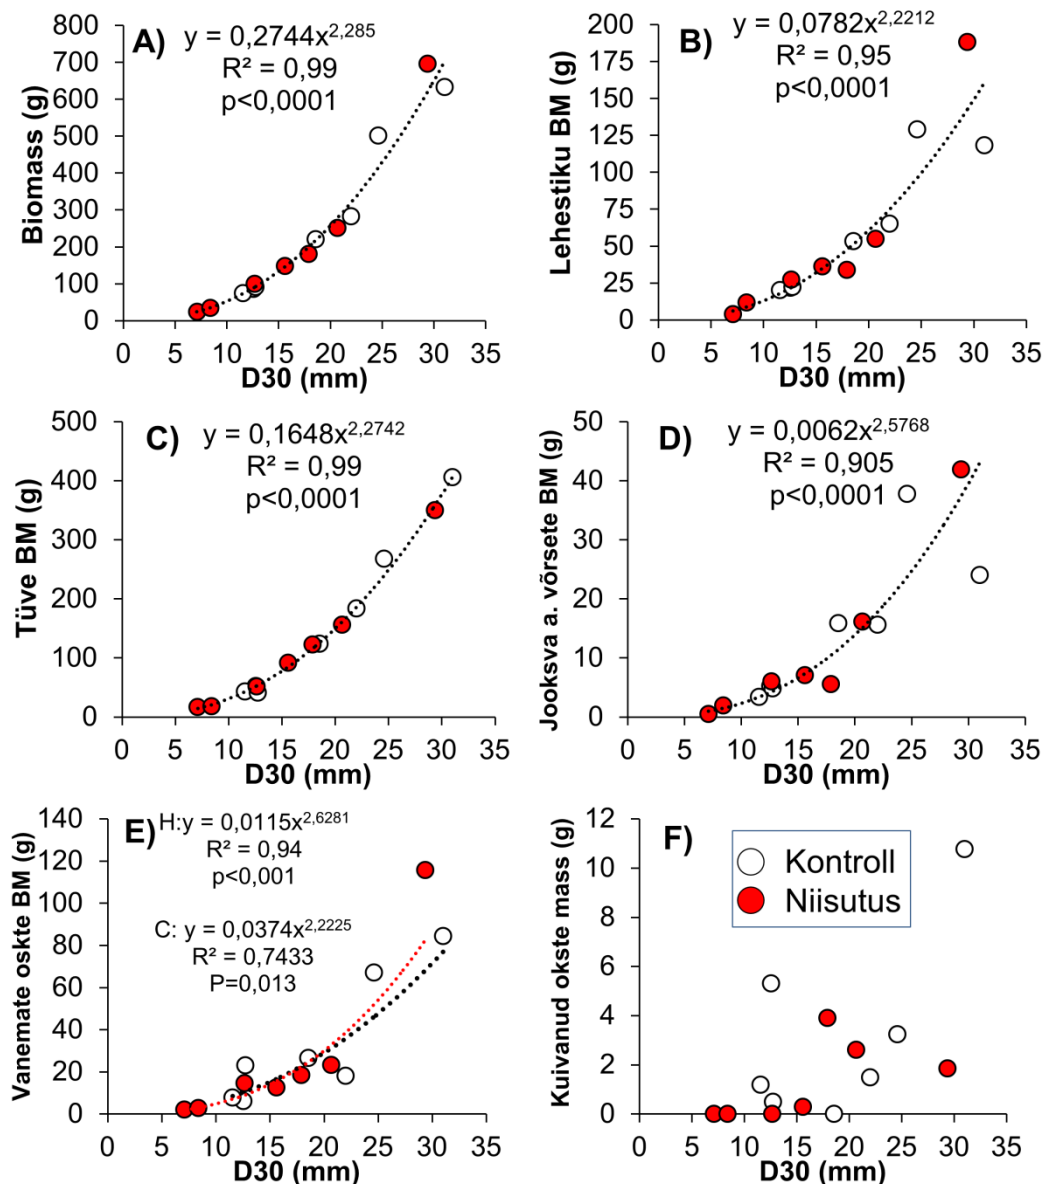 A) y = 0,2744x^2,285
R² = 0,99
p<0,0001
Biomass (g)
800
700
600
500
400
300
200
100
0
0 5 10 15 20 25 30 35
D30 (mm)
B) y = 0,0782x^2,2212
R² = 0,95
p<0,0001
Lehestiku BM (g)
200
175
150
125
100
75
50
25
0
0 5 10 15 20 25 30 35
D30 (mm)
C) y = 0,1648x^2,2742
R² = 0,99
p<0,0001
Tüve BM (g)
500
400
300
200
100
0
0 5 10 15 20 25 30 35
D30 (mm)
D) y = 0,0062x^2,5768
R² = 0,905
p<0,0001
Jooksva a. võrsete BM (g)
50
40
30
20
10
0
0 5 10 15 20 25 30 35
D30 (mm)
E) H:y = 0,0115x^2,6281
R² = 0,94
p<0,001
C: y = 0,0374x^2,2225
R² = 0,7433
P=0,013
Vanemate oskte BM (g)
140
120
100
80
60
40
20
0
0 5 10 15 20 25 30 35
D30 (mm)
F)
Kontroll
Niisutus
Kuivanud okste mass (g)
12
10
8
6
4
2
0
0 5 10 15 20 25 30 35
D30 (mm)